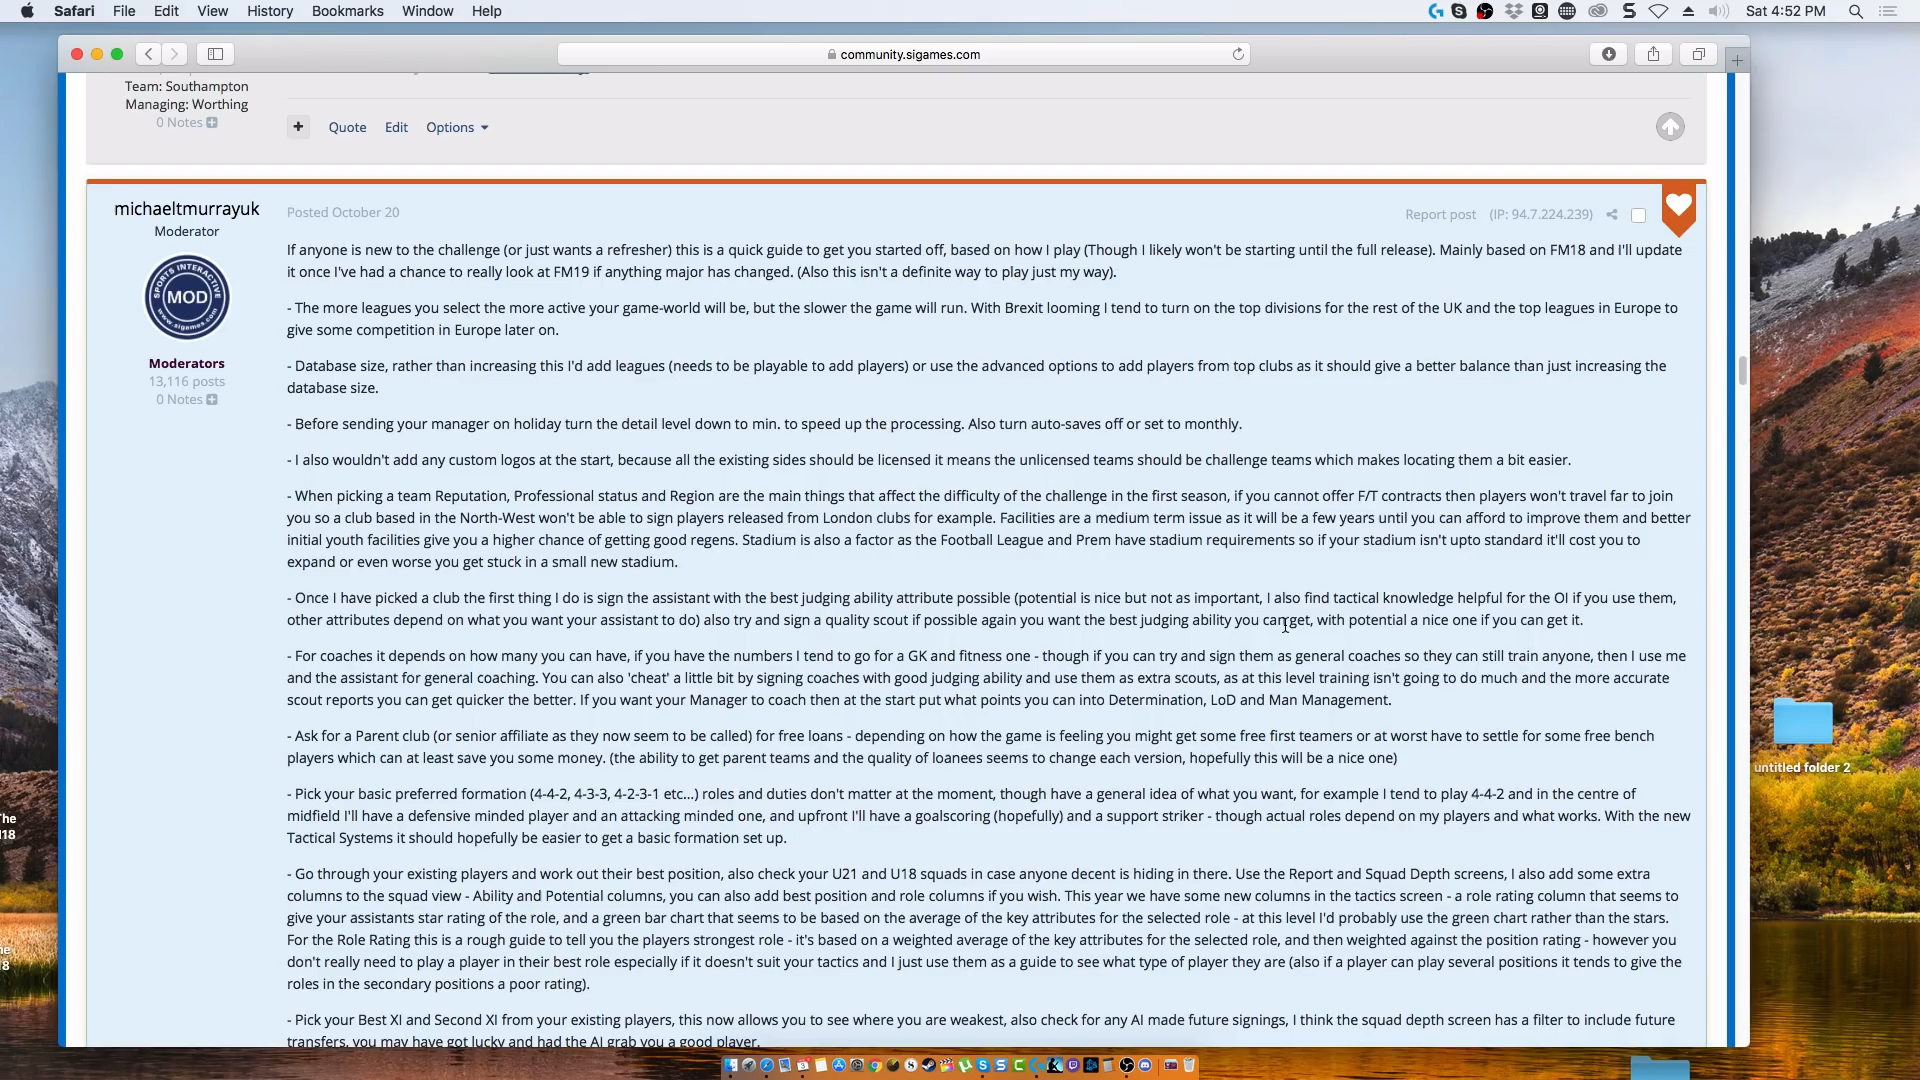 Safari File Edit View History Bookmarks Window Help Sat 4:52 PM
community.sigames.com
Team: Southampton
Managing: Worthing
0 Notes
Quote Edit Options
michaeltmurrayuk
Moderator
SPORTS INTERACTIVE
MOD
www.sigames.com
Moderators
13,116 posts
0 Notes
Posted October 20
Report post (IP: 94.7.224.239)
If anyone is new to the challenge (or just wants a refresher) this is a quick guide to get you started off, based on how I play (Though I likely won't be starting until the full release). Mainly based on FM18 and I'll update
it once I've had a chance to really look at FM19 if anything major has changed. (Also this isn't a definite way to play just my way).
- The more leagues you select the more active your game-world will be, but the slower the game will run. With Brexit looming I tend to turn on the top divisions for the rest of the UK and the top leagues in Europe to
give some competition in Europe later on.
- Database size, rather than increasing this I'd add leagues (needs to be playable to add players) or use the advanced options to add players from top clubs as it should give a better balance than just increasing the
database size.
- Before sending your manager on holiday turn the detail level down to min. to speed up the processing. Also turn auto-saves off or set to monthly.
- I also wouldn't add any custom logos at the start, because all the existing sides should be licensed it means the unlicensed teams should be challenge teams which makes locating them a bit easier.
- When picking a team Reputation, Professional status and Region are the main things that affect the difficulty of the challenge in the first season, if you cannot offer F/T contracts then players won't travel far to join
you so a club based in the North-West won't be able to sign players released from London clubs for example. Facilities are a medium term issue as it will be a few years until you can afford to improve them and better
initial youth facilities give you a higher chance of getting good regens. Stadium is also a factor as the Football League and Prem have stadium requirements so if your stadium isn't upto standard it'll cost you to
expand or even worse you get stuck in a small new stadium.
- Once I have picked a club the first thing I do is sign the assistant with the best judging ability attribute possible (potential is nice but not as important, I also find tactical knowledge helpful for the OI if you use them,
other attributes depend on what you want your assistant to do) also try and sign a quality scout if possible again you want the best judging ability you can get, with potential a nice one if you can get it.
- For coaches it depends on how many you can have, if you have the numbers I tend to go for a GK and fitness one - though if you can try and sign them as general coaches so they can still train anyone, then I use me
and the assistant for general coaching. You can also 'cheat' a little bit by signing coaches with good judging ability and use them as extra scouts, as at this level training isn't going to do much and the more accurate
scout reports you can get quicker the better. If you want your Manager to coach then at the start put what points you can into Determination, LoD and Man Management.
- Ask for a Parent club (or senior affiliate as they now seem to be called) for free loans - depending on how the game is feeling you might get some free first teamers or at worst have to settle for some free bench
players which can at least save you some money. (the ability to get parent teams and the quality of loanees seems to change each version, hopefully this will be a nice one)
- Pick your basic preferred formation (4-4-2, 4-3-3, 4-2-3-1 etc...) roles and duties don't matter at the moment, though have a general idea of what you want, for example I tend to play 4-4-2 and in the centre of
midfield I'll have a defensive minded player and an attacking minded one, and upfront I'll have a goalscoring (hopefully) and a support striker - though actual roles depend on my players and what works. With the new
Tactical Systems it should hopefully be easier to get a basic formation set up.
- Go through your existing players and work out their best position, also check your U21 and U18 squads in case anyone decent is hiding in there. Use the Report and Squad Depth screens, I also add some extra
columns to the squad view - Ability and Potential columns, you can also add best position and role columns if you wish. This year we have some new columns in the tactics screen - a role rating column that seems to
give your assistants star rating of the role, and a green bar chart that seems to be based on the average of the key attributes for the selected role - at this level I'd probably use the green chart rather than the stars.
For the Role Rating this is a rough guide to tell you the players strongest role - it's based on a weighted average of the key attributes for the selected role, and then weighted against the position rating - however you
don't really need to play a player in their best role especially if it doesn't suit your tactics and I just use them as a guide to see what type of player they are (also if a player can play several positions it tends to give the
roles in the secondary positions a poor rating).
- Pick your Best XI and Second XI from your existing players, this now allows you to see where you are weakest, also check for any AI made future signings, I think the squad depth screen has a filter to include future
transfers, you may have got lucky and had the AI grab you a good player.
untitled folder 2